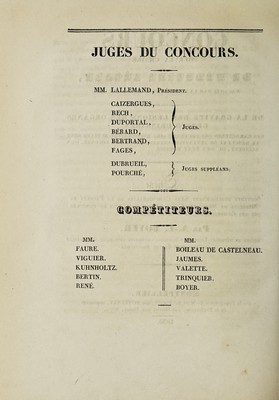 JUGES DU CONCOURS.
MM. LALLEMAND, Président.
CAIZERGUES,
RECH,
DUPORTAL,
BÉRARD,
BERTRAND,
FAGES,
Juges.
DUBRUEIL,
POURCHÉ,
Juges suppléans.
COMPÉTITEURS.
MM.
FAURE.
VIGUIER.
KUHNHOLTZ.
BERTIN.
RENÉ.
MM.
BOILEAU DE CASTELNEAU.
JAUMES.
VALETTE.
TRINQUIER.
BOYER.